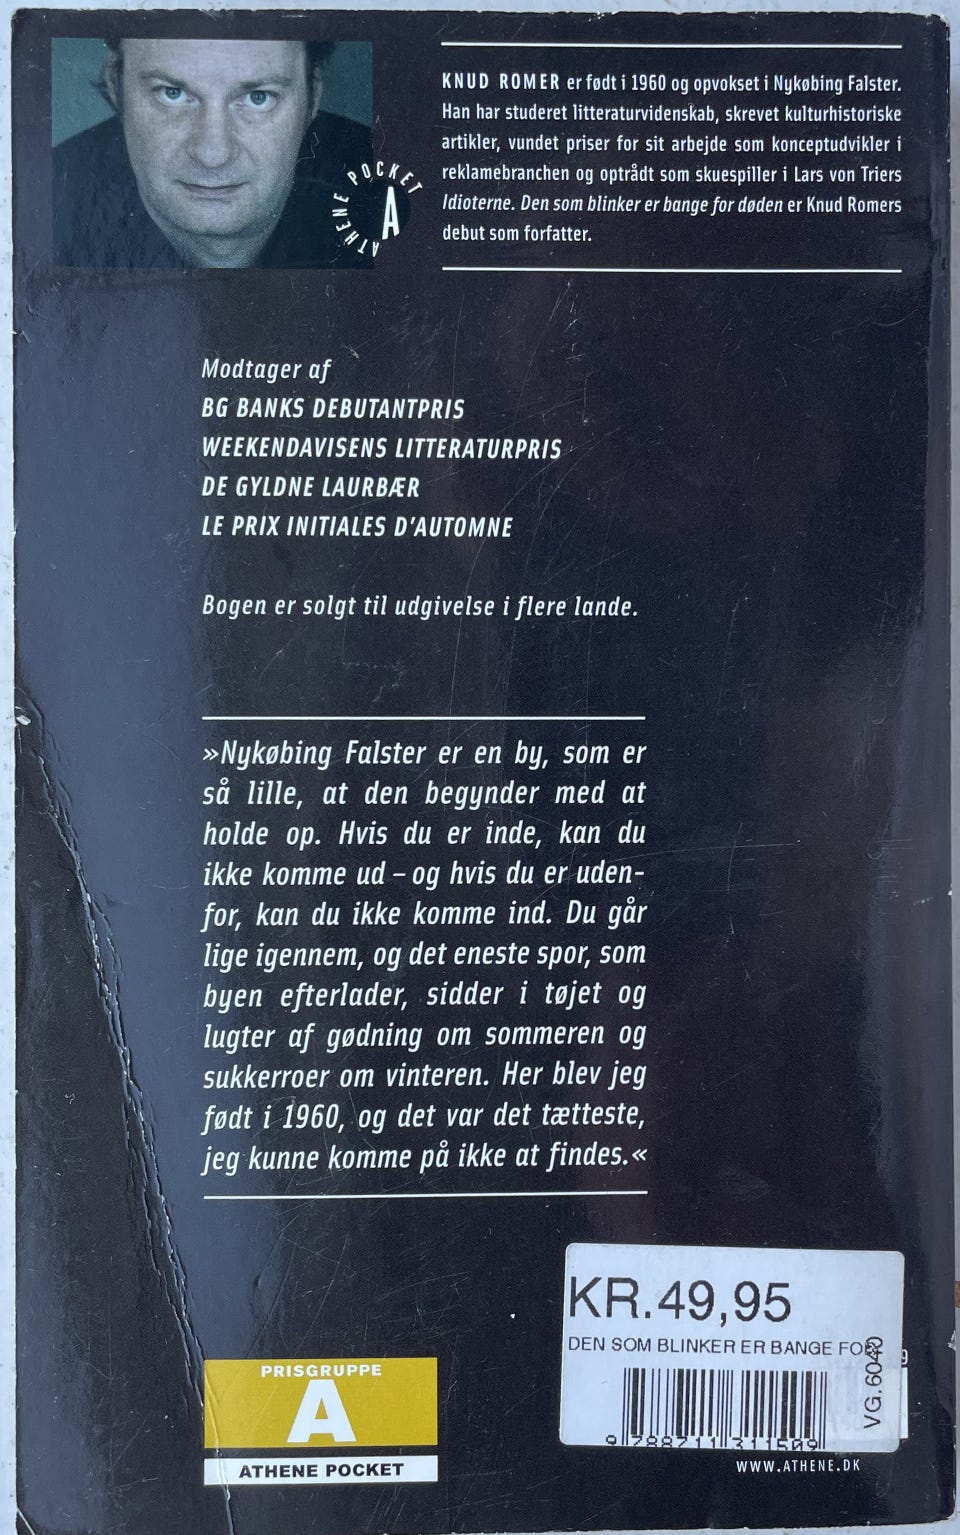 KNUD ROMER er født i 1960 og opvokset i Nykøbing Falster.
Han har studeret litteraturvidenskab, skrevet kulturhistoriske
artikler, vundet priser for sit arbejde som konceptudvikler i
reklamebranchen og optrådt som skuespiller i Lars von Triers
Idioterne. Den som blinker er bange for døden er Knud Romers
debut som forfatter.
ATHENE POCKET
A
Modtager af
BG BANKS DEBUTANTPRIS
WEEKENDAVISENS LITTERATURPRIS
DE GYLDNE LAURBÆR
LE PRIX INITIALES D'AUTOMNE
Bogen er solgt til udgivelse i flere lande.
»Nykøbing Falster er en by, som er
så lille, at den begynder med at
holde op. Hvis du er inde, kan du
ikke komme ud – og hvis du er uden-
for, kan du ikke komme ind. Du går
lige igennem, og det eneste spor, som
byen efterlader, sidder i tøjet og
lugter af gødning om sommeren og
sukkerroer om vinteren. Her blev jeg
født i 1960, og det var det tætteste,
jeg kunne komme på ikke at findes.«
KR.49,95
DEN SOM BLINKER ER BANGE FOR
VG.6040
9
9 788711 311509
PRISGRUPPE
A
ATHENE POCKET
WWW.ATHENE.DK